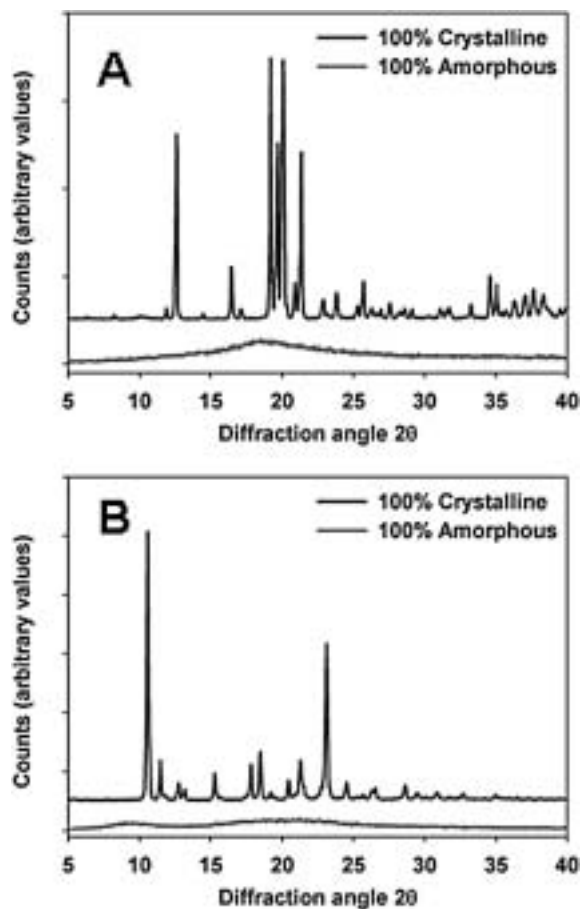 A
100% Crystalline
100% Amorphous
Counts (arbitrary values)
5 10 15 20 25 30 35 40
Diffraction angle 2θ
B
100% Crystalline
100% Amorphous
Counts (arbitrary values)
5 10 15 20 25 30 35 40
Diffraction angle 2θ